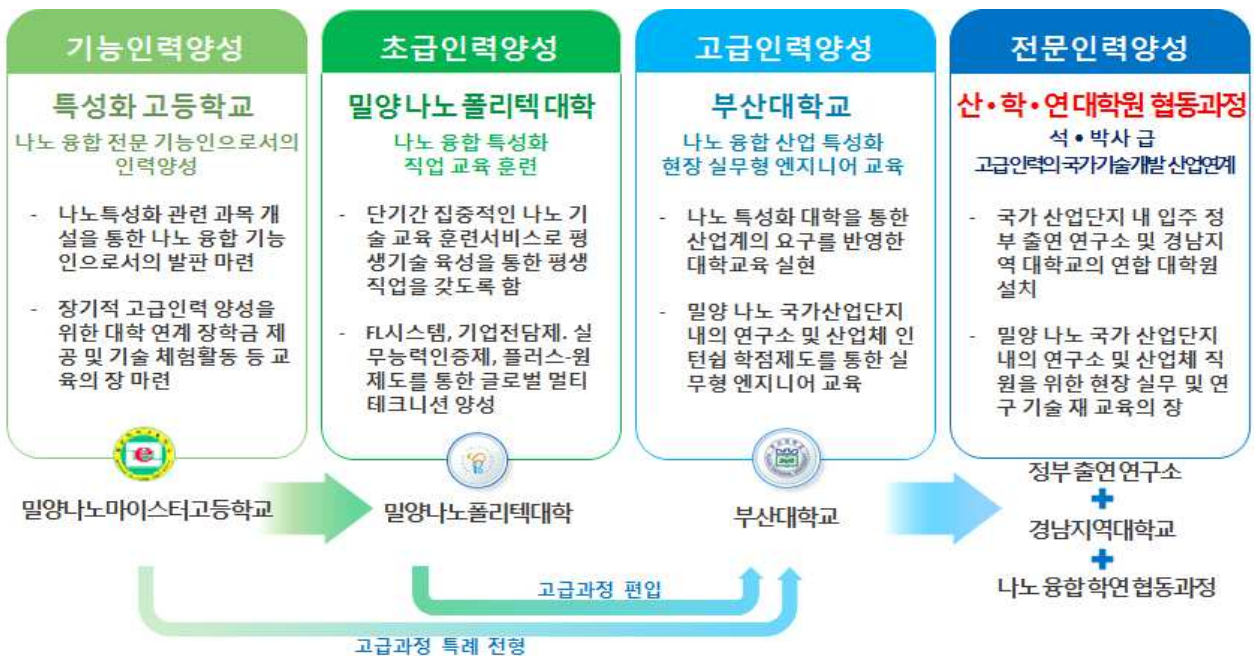 기능인력양성
특성화 고등학교
나노 융합 전문 기능인으로서의
인력양성
- 나노특성화 관련 과목 개
설을 통한 나노 융합 기능
인으로서의 발판 마련
- 장기적 고급인력 양성을
위한 대학 연계 장학금 제
공 및 기술 체험활동 등 교
육의 장 마련
밀양나노마이스터고등학교
초급인력양성
밀양 나노 폴리텍 대학
나노 융합 특성화
직업 교육 훈련
- 단기간 집중적인 나노 기
술 교육 훈련서비스로 평
생기술 육성을 통한 평생
직업을 갖도록 함
- FL시스템, 기업전담제. 실
무능력인증제, 플러스-원
제도를 통한 글로벌 멀티
테크니션 양성
밀양나노폴리텍대학
고급인력양성
부산대학교
나노 융합 산업 특성화
현장 실무형 엔지니어 교육
- 나노 특성화 대학을 통한
산업계의 요구를 반영한
대학교육 실현
- 밀양 나노 국가산업단지
내의 연구소 및 산업체 인
턴쉽 학점제도를 통한 실
무형 엔지니어 교육
부산대학교
전문인력양성
산•학•연 대학원 협동과정
석•박사 급
고급인력의 국가기술개발 산업연계
- 국가 산업단지 내 입주 정
부 출연 연구소 및 경남지
역 대학교의 연합 대학원
설치
- 밀양 나노 국가 산업단지
내의 연구소 및 산업체 직
원을 위한 현장 실무 및 연
구 기술 재 교육의 장
정부 출연 연구소
+
경남지역대학교
+
나노 융합 학연 협동과정
고급과정 편입
고급과정 특례 전형